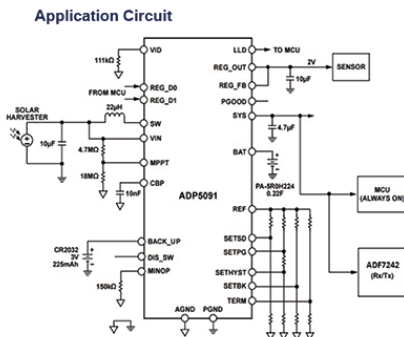 Application Circuit
VID
111kΩ
FROM MCU
REG_D0
REG_D1
SOLAR
HARVESTER
22µH
SW
10µF
VIN
4.7MΩ
MPPT
18MΩ
CBP
10nF
ADP5091
CR2032
3V
225mAh
BACK_UP
DIS_SW
MINOP
150kΩ
AGND
PGND
LLD
TO MCU
REG_OUT
2V
SENSOR
REG_FB
10µF
PGOOD
SYS
4.7µF
BAT
PA-5R0H224
0.22F
MCU
(ALWAYS ON)
REF
SETSD
SETPG
ADF7242
(Rx/Tx)
SETHYST
SETBK
TERM